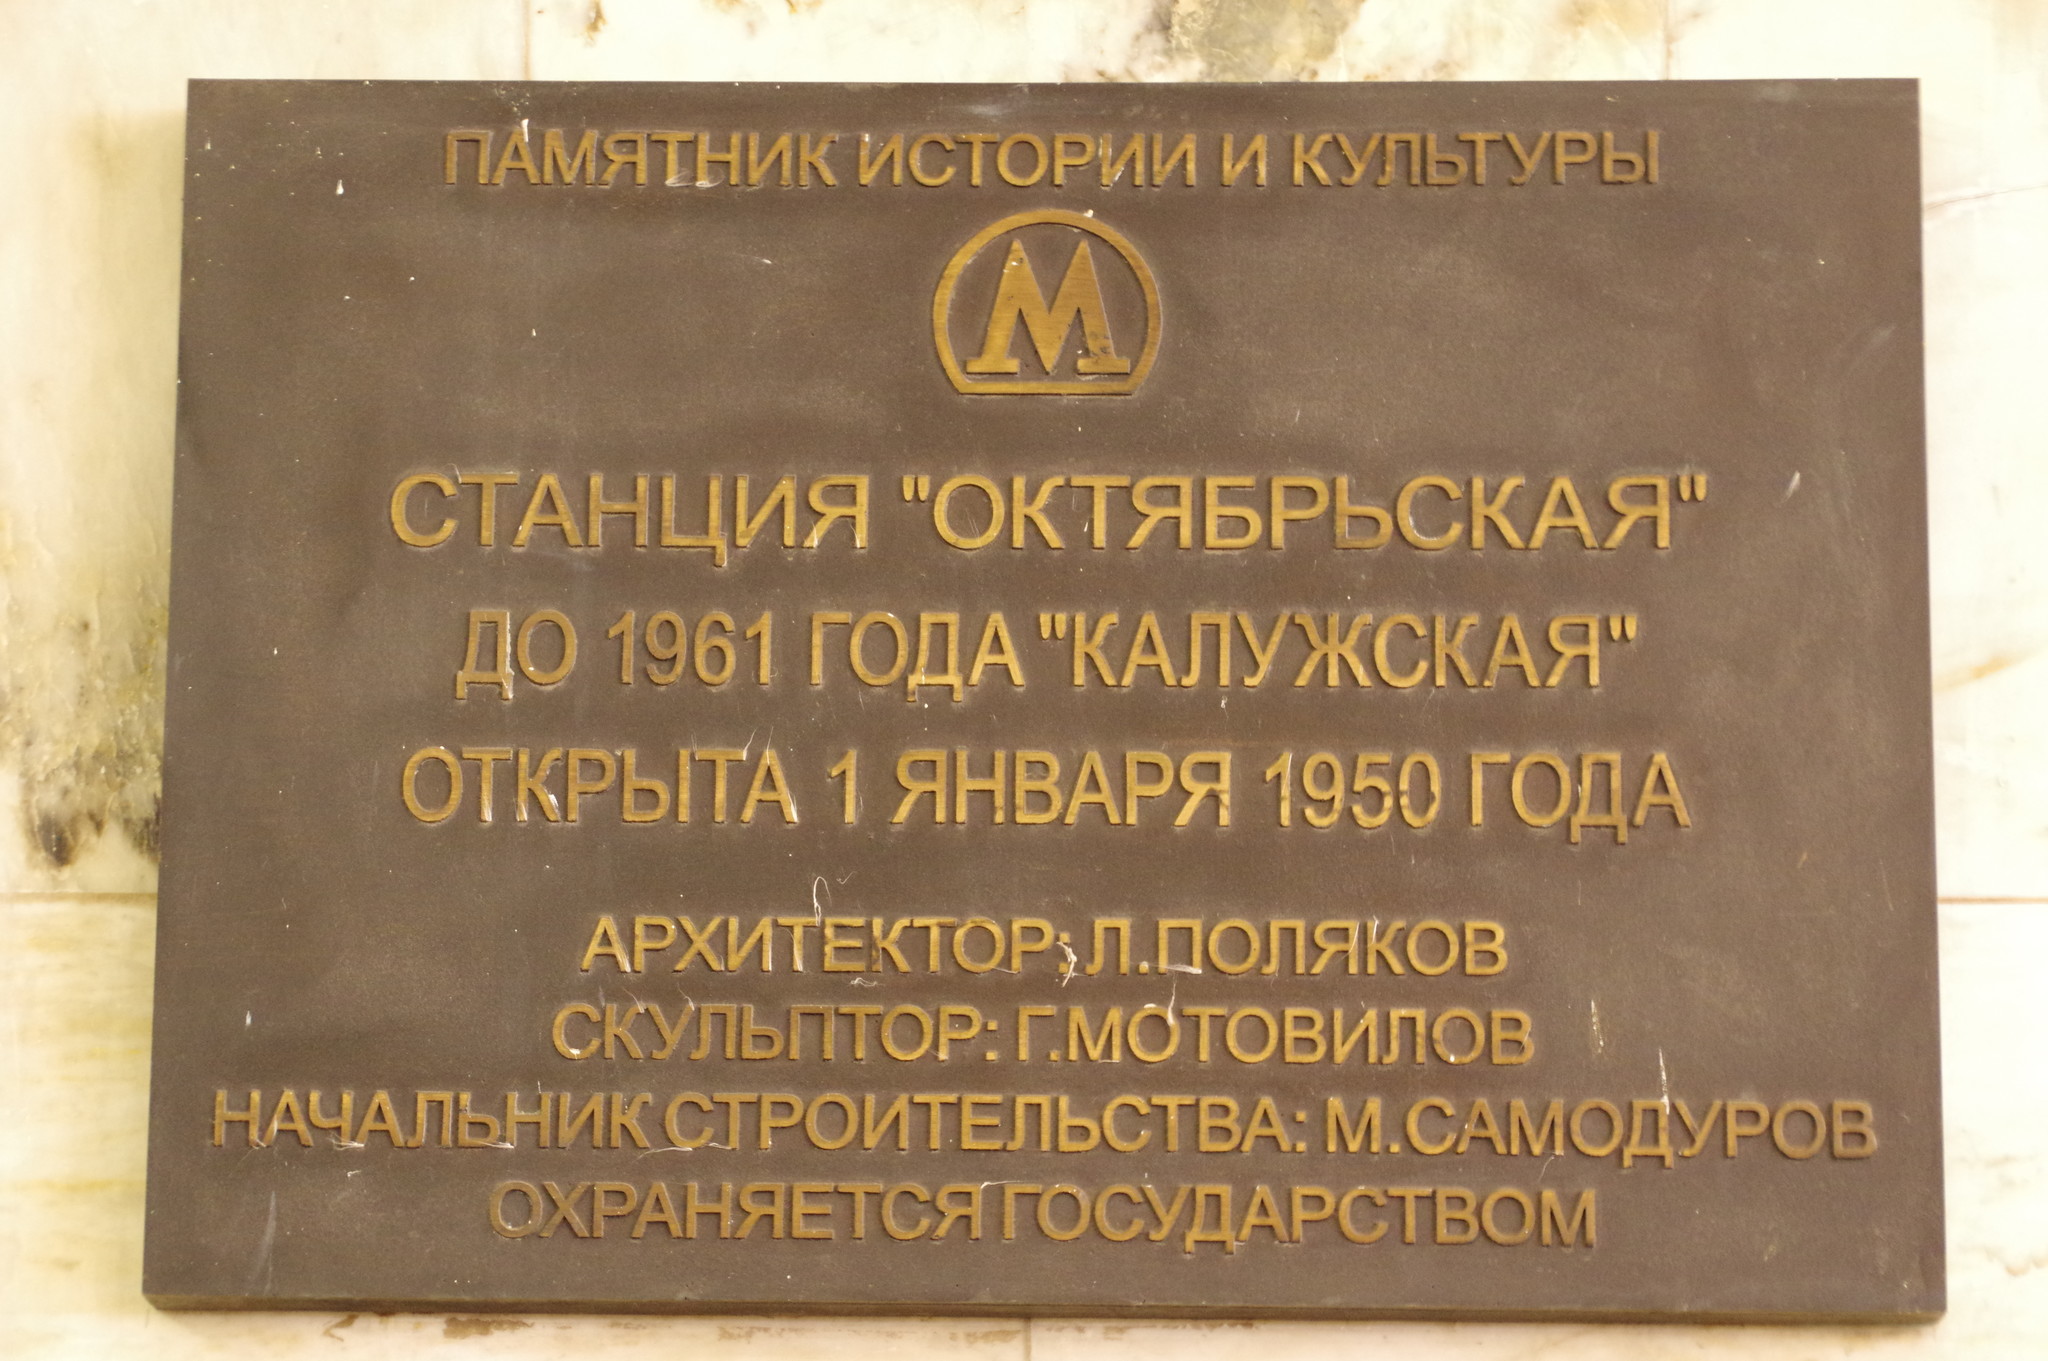 ПАМЯТНИК ИСТОРИИ И КУЛЬТУРЫ
М
СТАНЦИЯ "ОКТЯБРЬСКАЯ"
ДО 1961 ГОДА "КАЛУЖСКАЯ"
ОТКРЫТА 1 ЯНВАРЯ 1950 ГОДА
АРХИТЕКТОР: Л.ПОЛЯКОВ
СКУЛЬПТОР: Г.МОТОВИЛОВ
НАЧАЛЬНИК СТРОИТЕЛЬСТВА: М.САМОДУРОВ
ОХРАНЯЕТСЯ ГОСУДАРСТВОМ